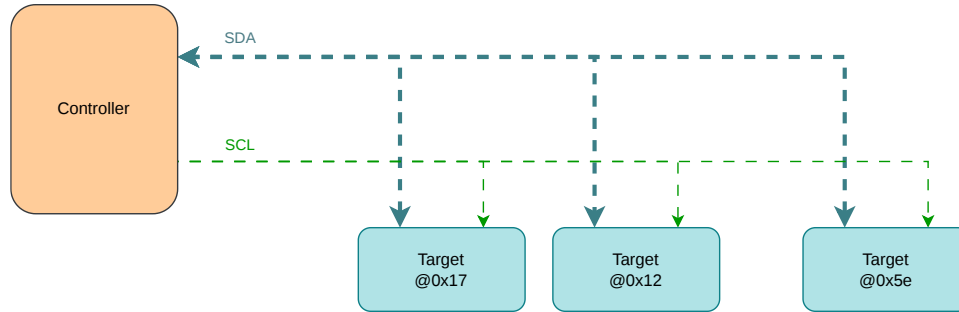 SDA
Controller
SCL
Target
@0x17
Target
@0x12
Target
@0x5e